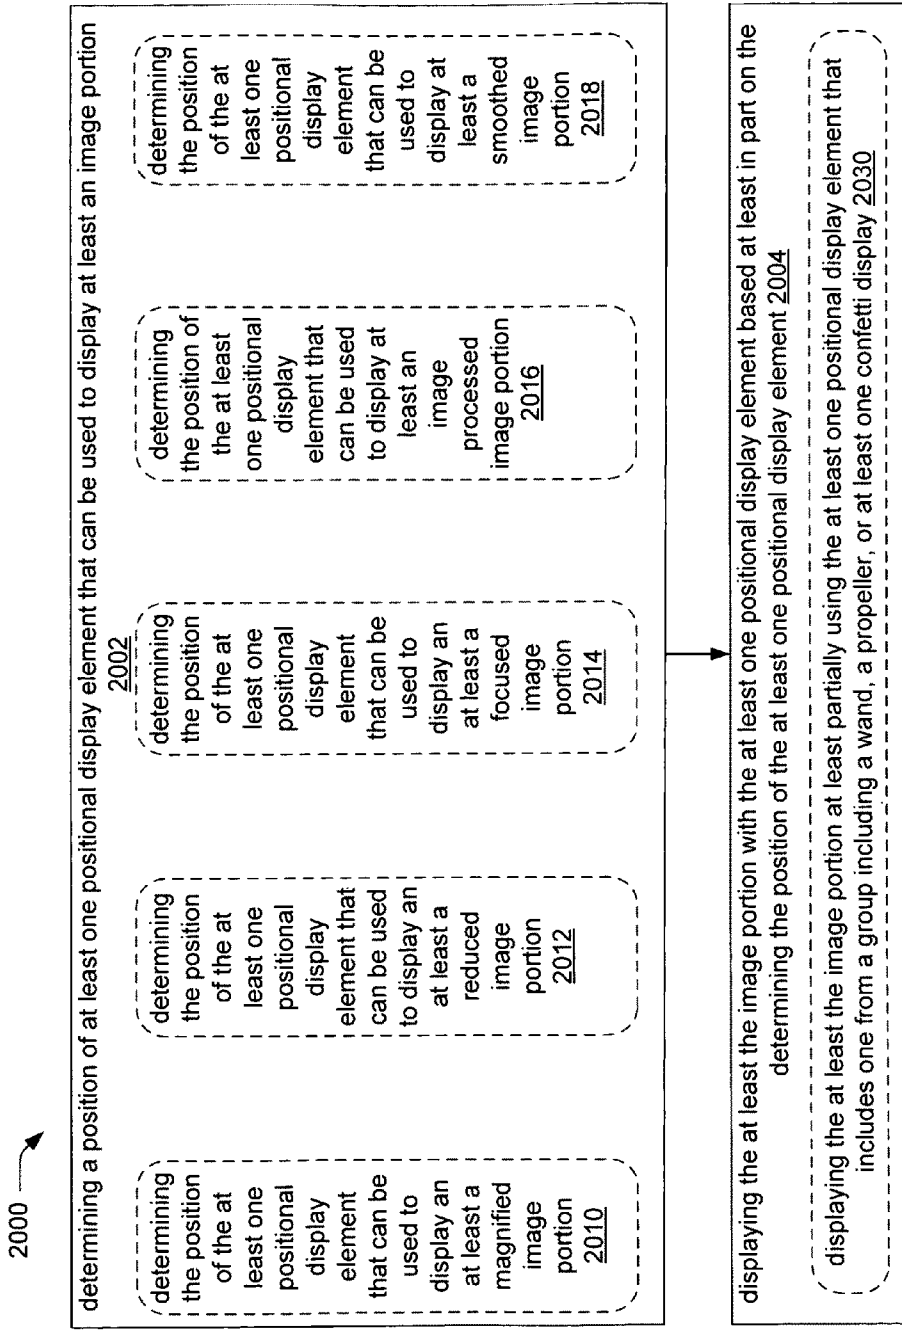 2000
determining a position of at least one positional display element that can be used to display at least an image portion
2002
determining
the position
of the at
least one
positional
display
element
that can be
used to
display an
at least a
magnified
image
portion
2010
determining
the position
of the at
least one
positional
display
element that
can be used
to display an
at least a
reduced
image
portion
2012
determining
the position
of the at
least one
positional
display
element
that can be
used to
display an
at least a
focused
image
portion
2014
determining
the position of
the at least
one positional
display
element that
can be used
to display at
least an
image
processed
image portion
2016
determining
the position
of the at
least one
positional
display
element
that can be
used to
display at
least a
smoothed
image
portion
2018
displaying the at least the image portion with the at least one positional display element based at least in part on the
determining the position of the at least one positional display element 2004
displaying the at least the image portion at least partially using the at least one positional display element that
includes one from a group including a wand, a propeller, or at least one confetti display 2030